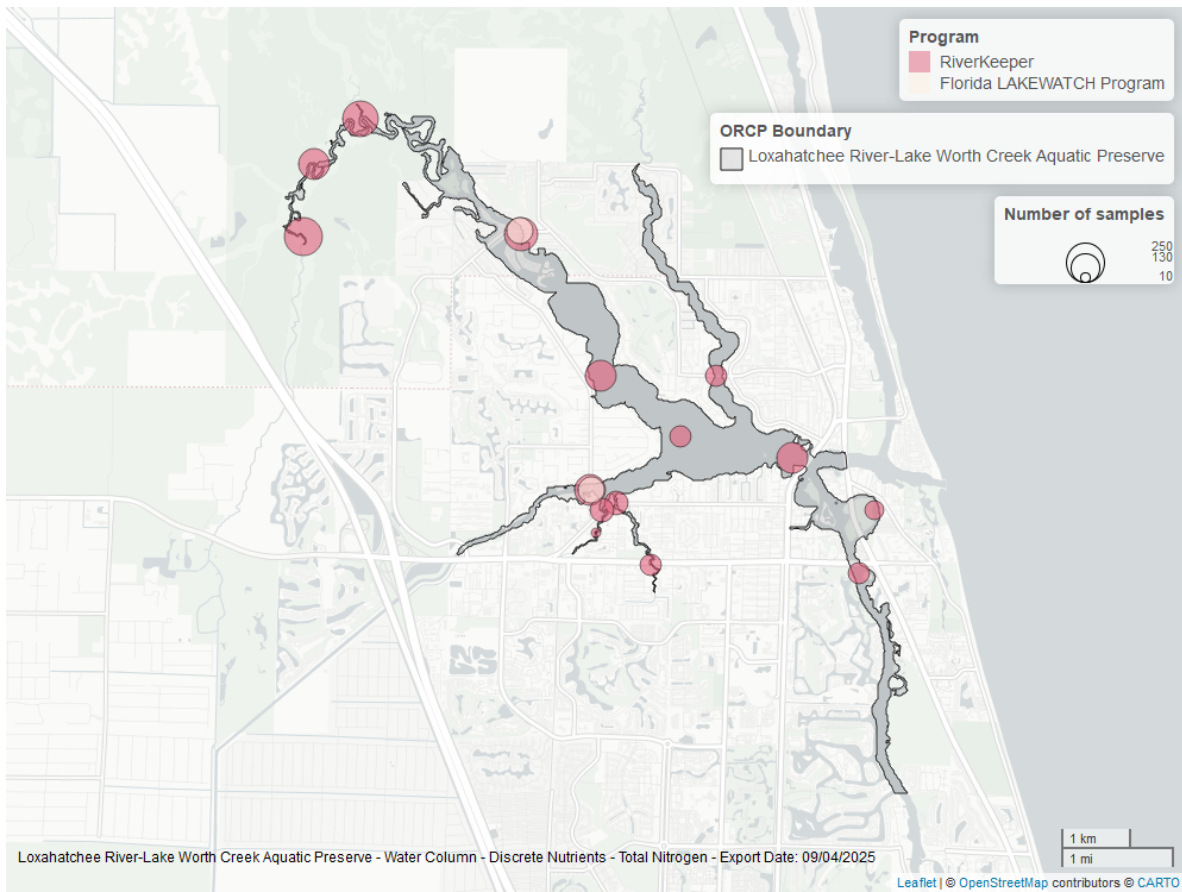 Program
RiverKeeper
Florida LAKEWATCH Program
ORCP Boundary
Loxahatchee River-Lake Worth Creek Aquatic Preserve
Number of samples
250
130
10
1 km
1 mi
Loxahatchee River-Lake Worth Creek Aquatic Preserve - Water Column - Discrete Nutrients - Total Nitrogen - Export Date: 09/04/2025
Leaflet | © OpenStreetMap contributors © CARTO